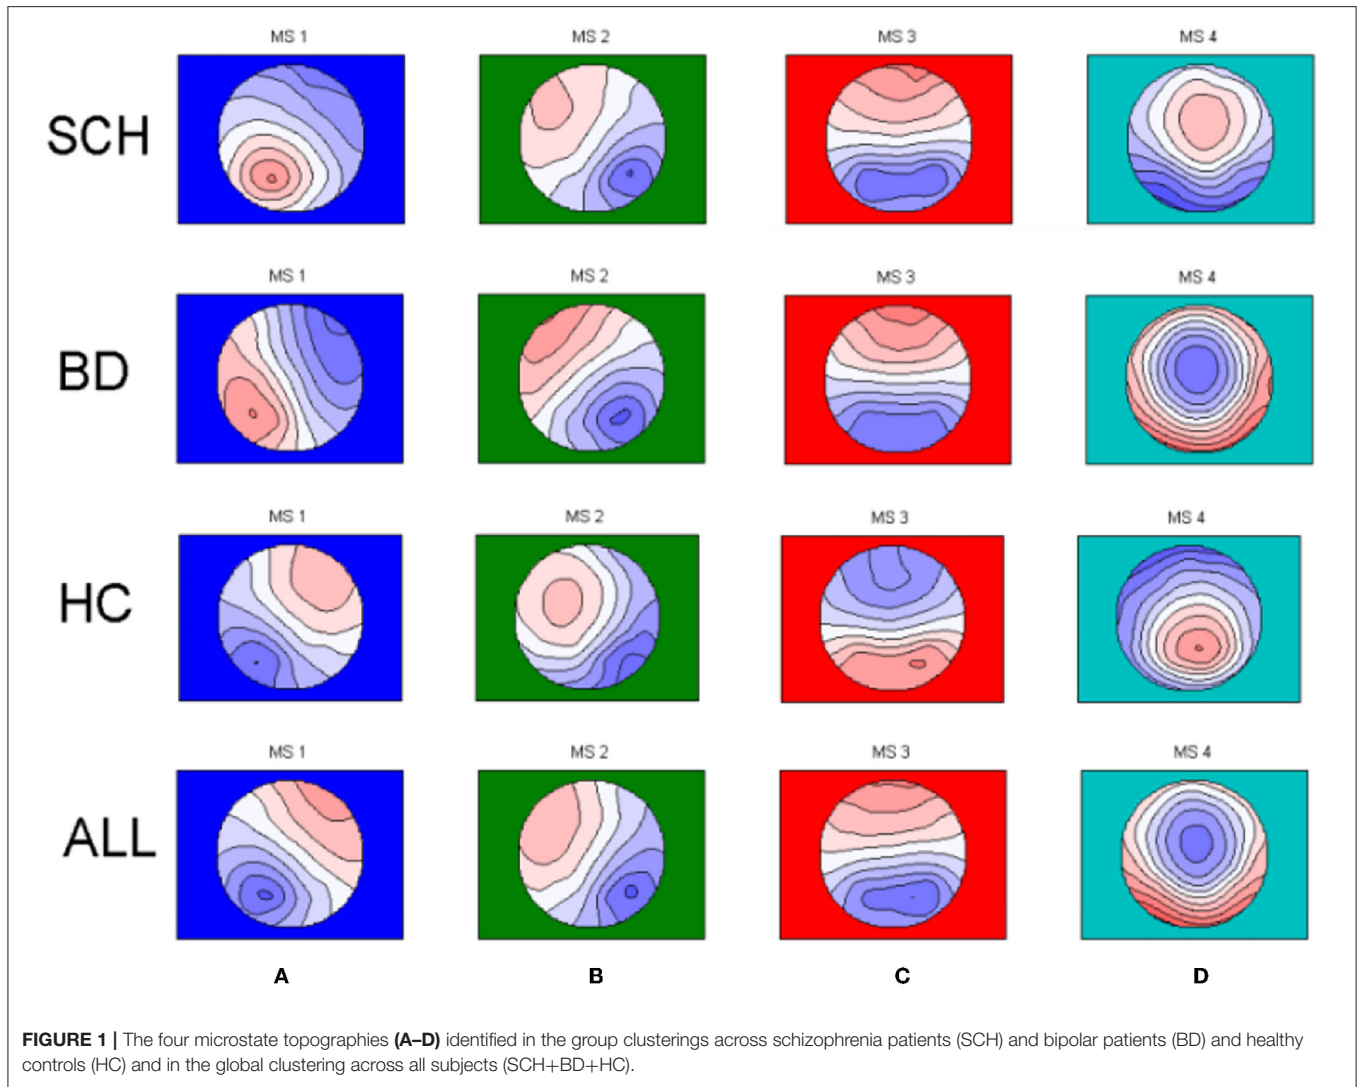 MS 1 MS 2 MS 3 MS 4
SCH
MS 1 MS 2 MS 3 MS 4
BD
MS 1 MS 2 MS 3 MS 4
HC
MS 1 MS 2 MS 3 MS 4
ALL
A B C D
FIGURE 1 | The four microstate topographies (A–D) identified in the group clusterings across schizophrenia patients (SCH) and bipolar patients (BD) and healthy
controls (HC) and in the global clustering across all subjects (SCH+BD+HC).